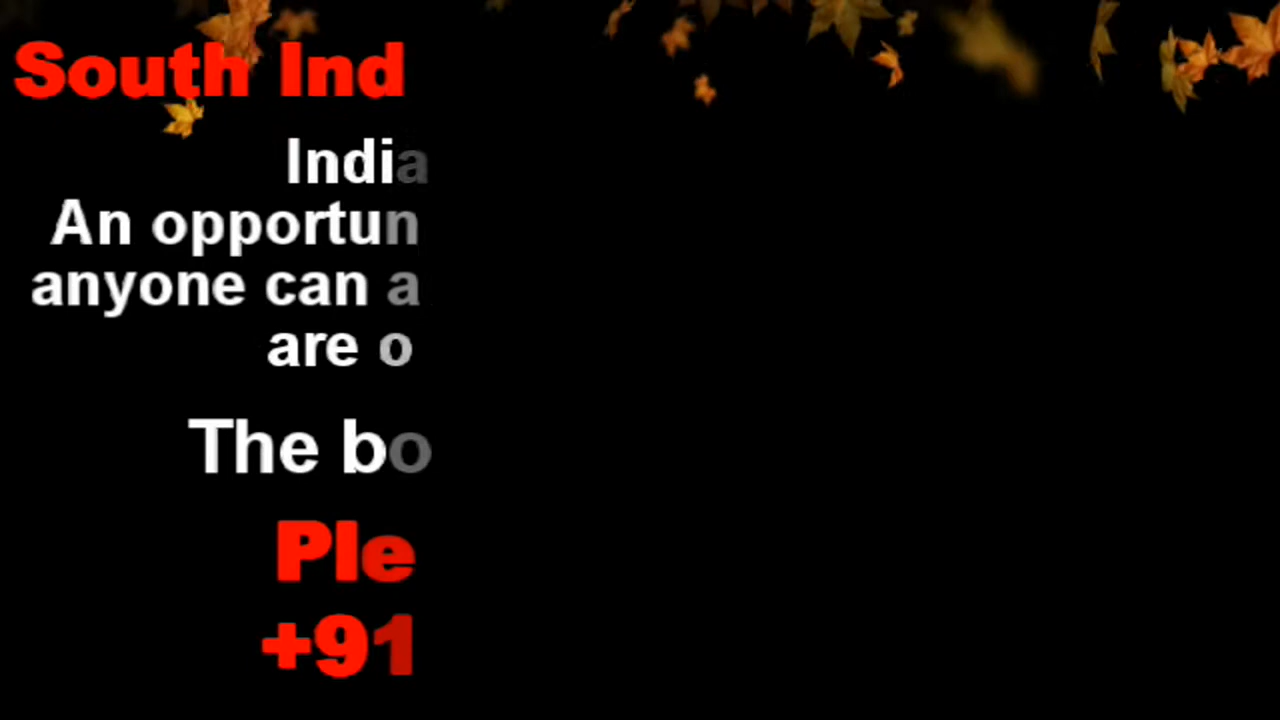 South Ind
India
An opportun
anyone can a
are o
The bo
Ple
+91